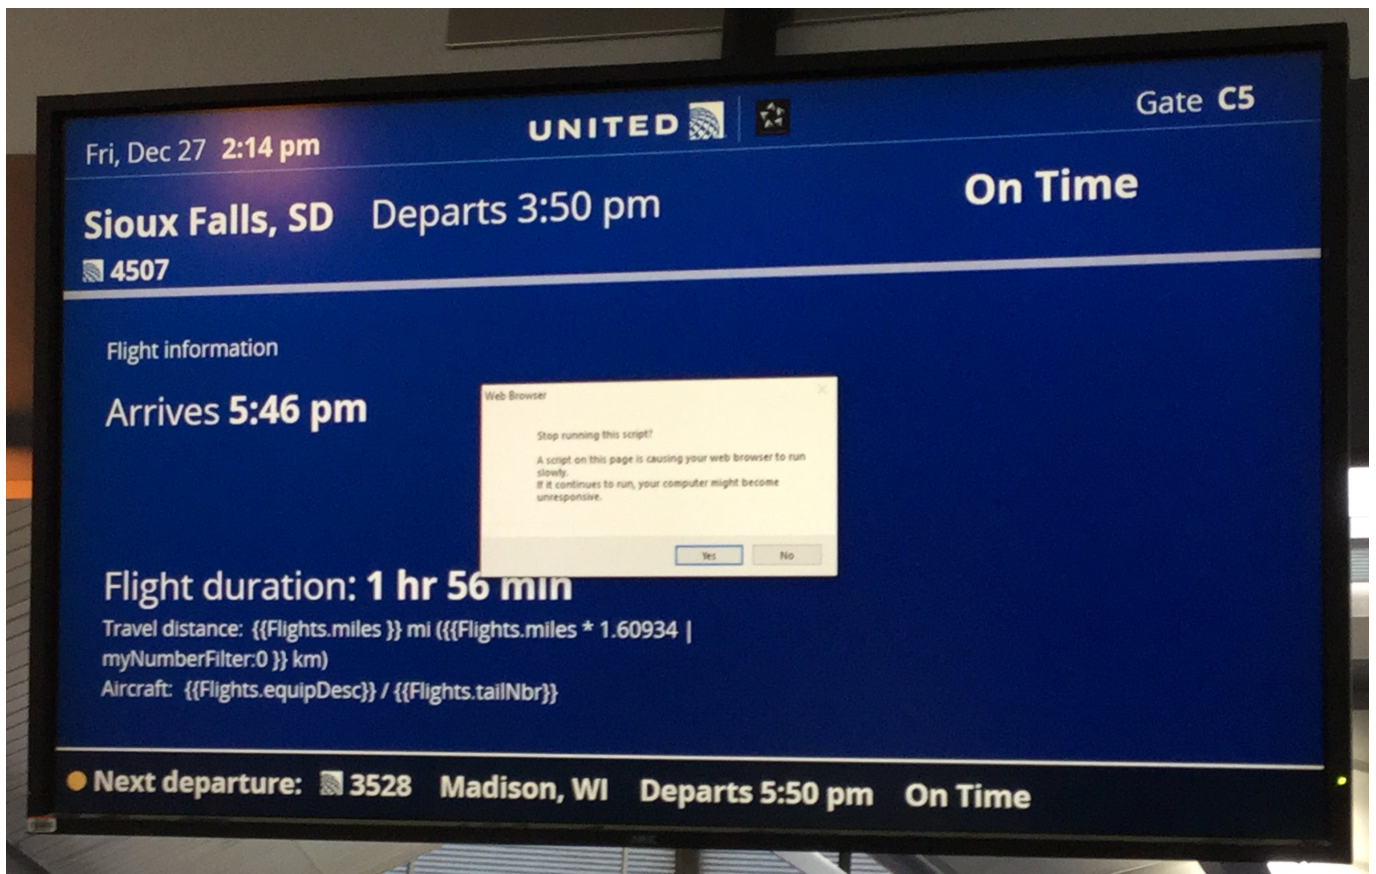 Fri, Dec 27 2:14 pm
UNITED
Gate C5
Sioux Falls, SD Departs 3:50 pm
On Time
4507
Flight information
Arrives 5:46 pm
Web Browser
Stop running this script?
A script on this page is causing your web browser to run
slowly.
If it continues to run, your computer might become
unresponsive.
Yes No
Flight duration: 1 hr 56 min
Travel distance: {{Flights.miles }} mi ({{Flights.miles * 1.60934 |
myNumberFilter:0 }} km)
Aircraft: {{Flights.equipDesc}} / {{Flights.tailNbr}}
Next departure: 3528 Madison, WI Departs 5:50 pm On Time